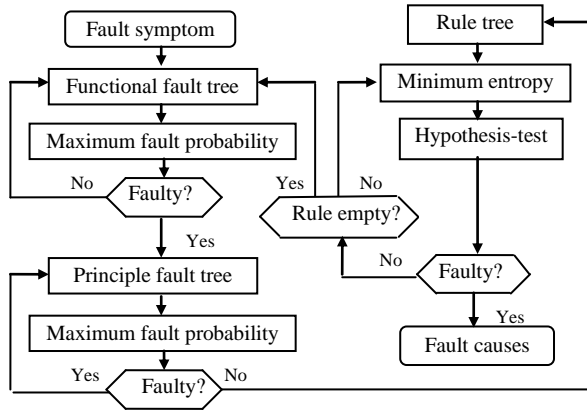 Fault symptom
Functional fault tree
Maximum fault probability
No
Faulty?
Yes
Principle fault tree
Maximum fault probability
Yes
Faulty?
No
Rule tree
Minimum entropy
Hypothesis-test
Yes
No
Rule empty?
No
Faulty?
Yes
Fault causes